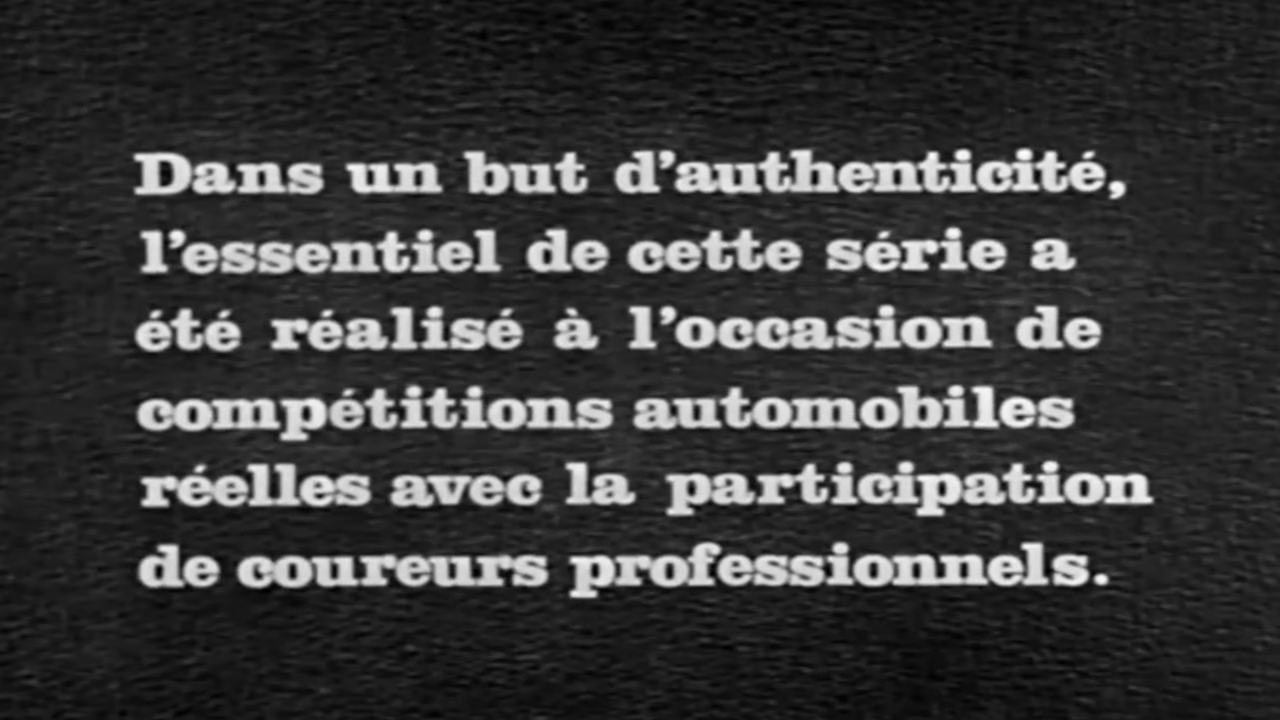 Dans un but d’authenticité,
l’essentiel de cette série a
été réalisé à l’occasion de
compétitions automobiles
réelles avec la participation
de coureurs professionnels.